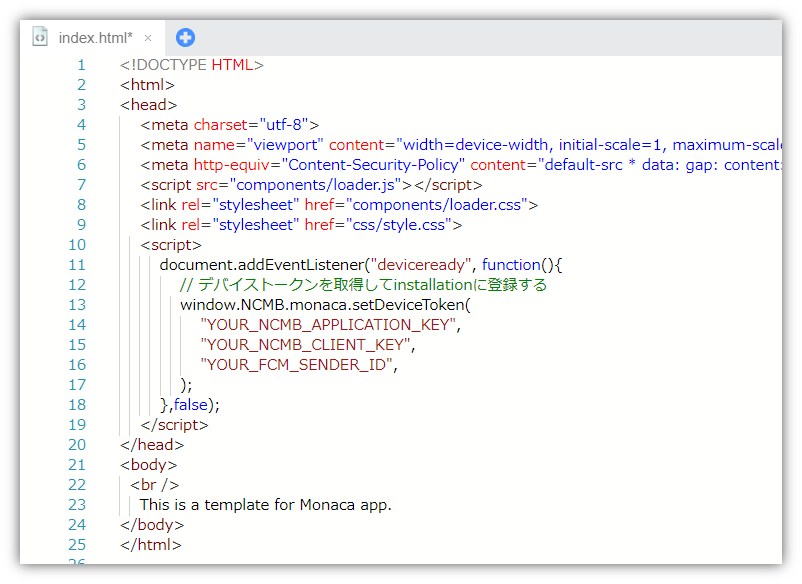 index.html* ×
1 <!DOCTYPE HTML>
2 <html>
3 <head>
4 <meta charset="utf-8">
5 <meta name="viewport" content="width=device-width, initial-scale=1, maximum-scale
6 <meta http-equiv="Content-Security-Policy" content="default-src * data: gap: content:
7 <script src="components/loader.js"></script>
8 <link rel="stylesheet" href="components/loader.css">
9 <link rel="stylesheet" href="css/style.css">
10 <script>
11 document.addEventListener("deviceready", function(){
12 // デバイストークンを取得してinstallationに登録する
13 window.NCMB.monaca.setDeviceToken(
14 "YOUR_NCMB_APPLICATION_KEY",
15 "YOUR_NCMB_CLIENT_KEY",
16 "YOUR_FCM_SENDER_ID",
17 );
18 },false);
19 </script>
20 </head>
21 <body>
22 <br />
23 This is a template for Monaca app.
24 </body>
25 </html>
26